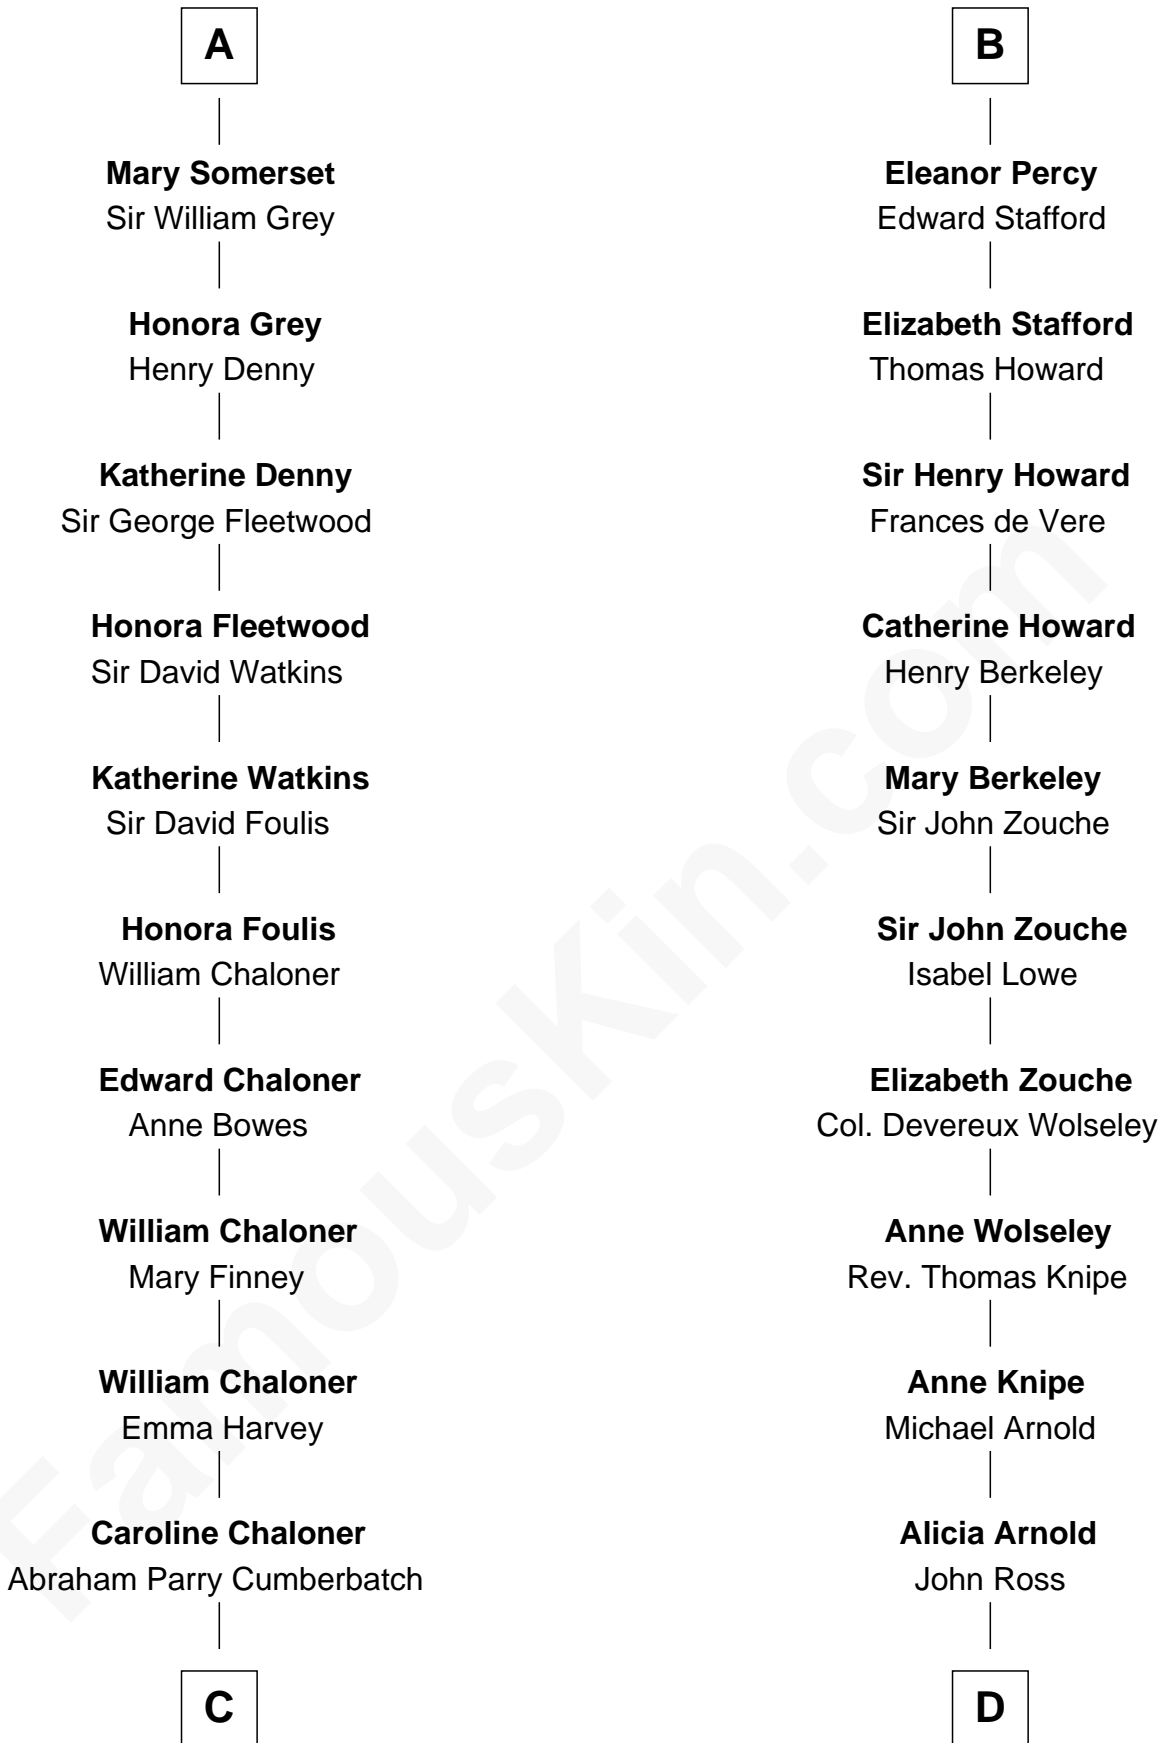 A
Mary Somerset
Sir William Grey
Honora Grey
Henry Denny
Katherine Denny
Sir George Fleetwood
Honora Fleetwood
Sir David Watkins
Katherine Watkins
Sir David Foulis
Honora Foulis
William Chaloner
Edward Chaloner
Anne Bowes
William Chaloner
Mary Finney
William Chaloner
Emma Harvey
Caroline Chaloner
Abraham Parry Cumberbatch
C
B
Eleanor Percy
Edward Stafford
Elizabeth Stafford
Thomas Howard
Sir Henry Howard
Frances de Vere
Catherine Howard
Henry Berkeley
Mary Berkeley
Sir John Zouche
Sir John Zouche
Isabel Lowe
Elizabeth Zouche
Col. Devereux Wolseley
Anne Wolseley
Rev. Thomas Knipe
Anne Knipe
Michael Arnold
Alicia Arnold
John Ross
D
FamousKin.com